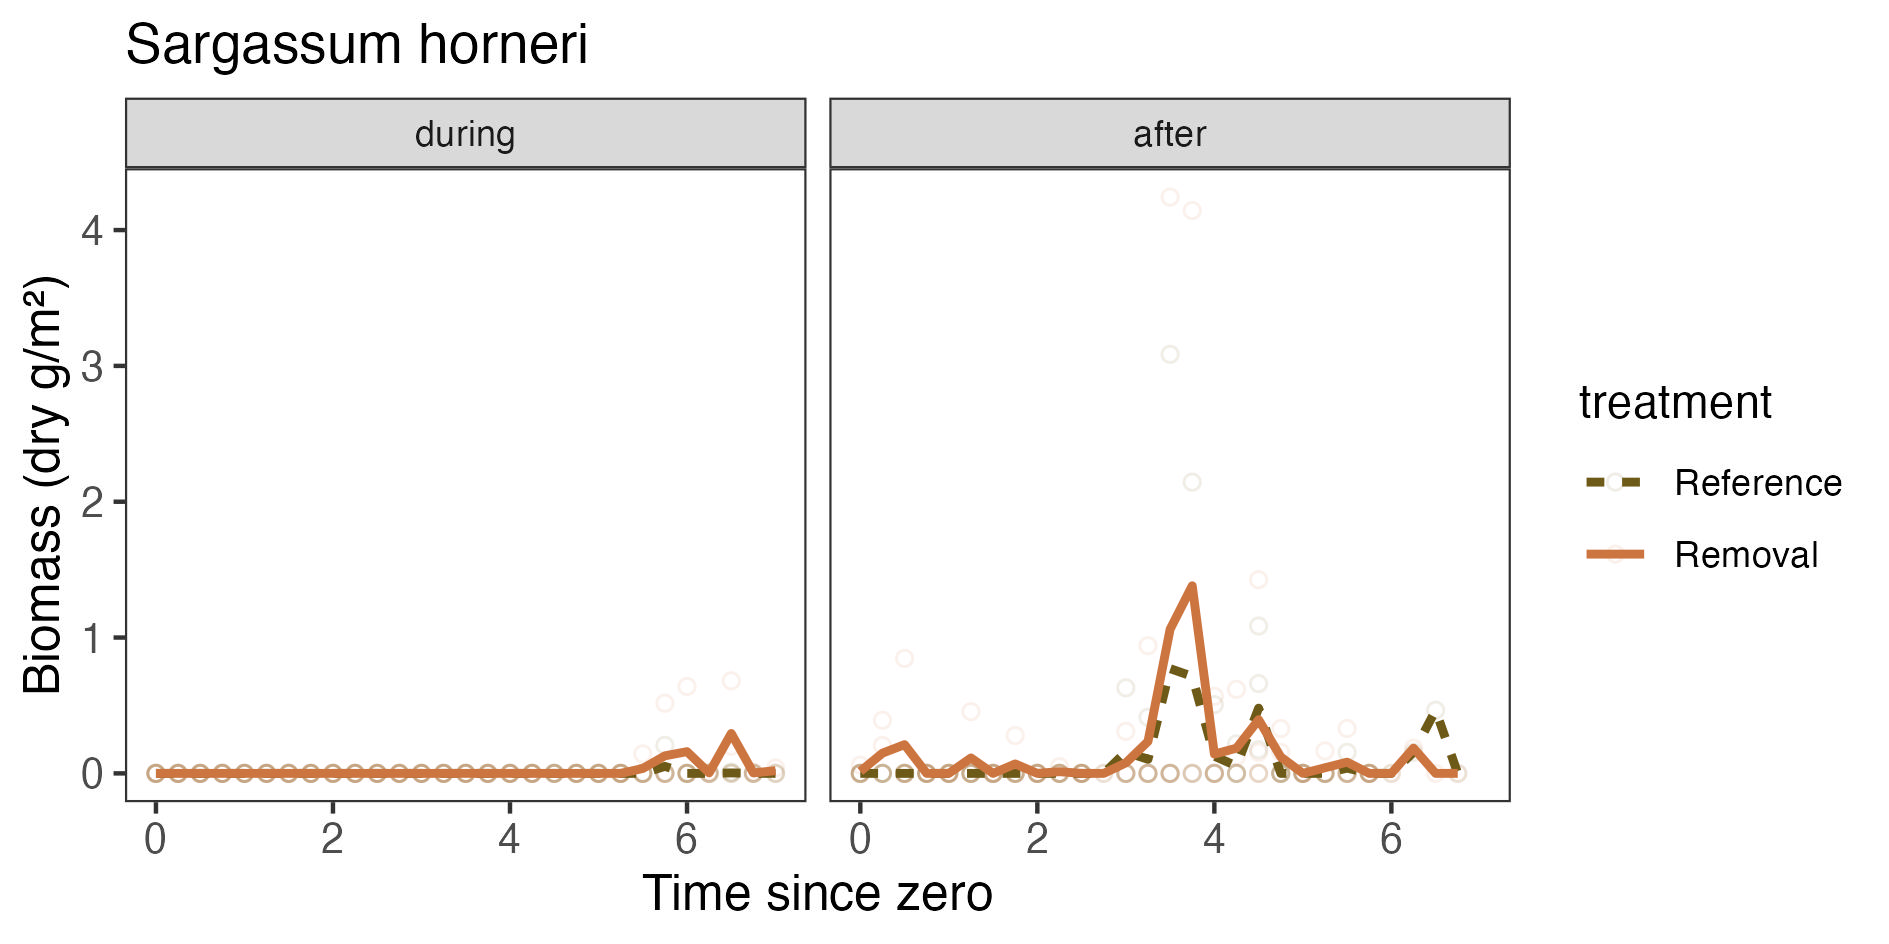 Sargassum horneri
during
after
Biomass (dry g/m²)
4
3
2
1
0
0 2 4 6
0 2 4 6
Time since zero
treatment
Reference
Removal